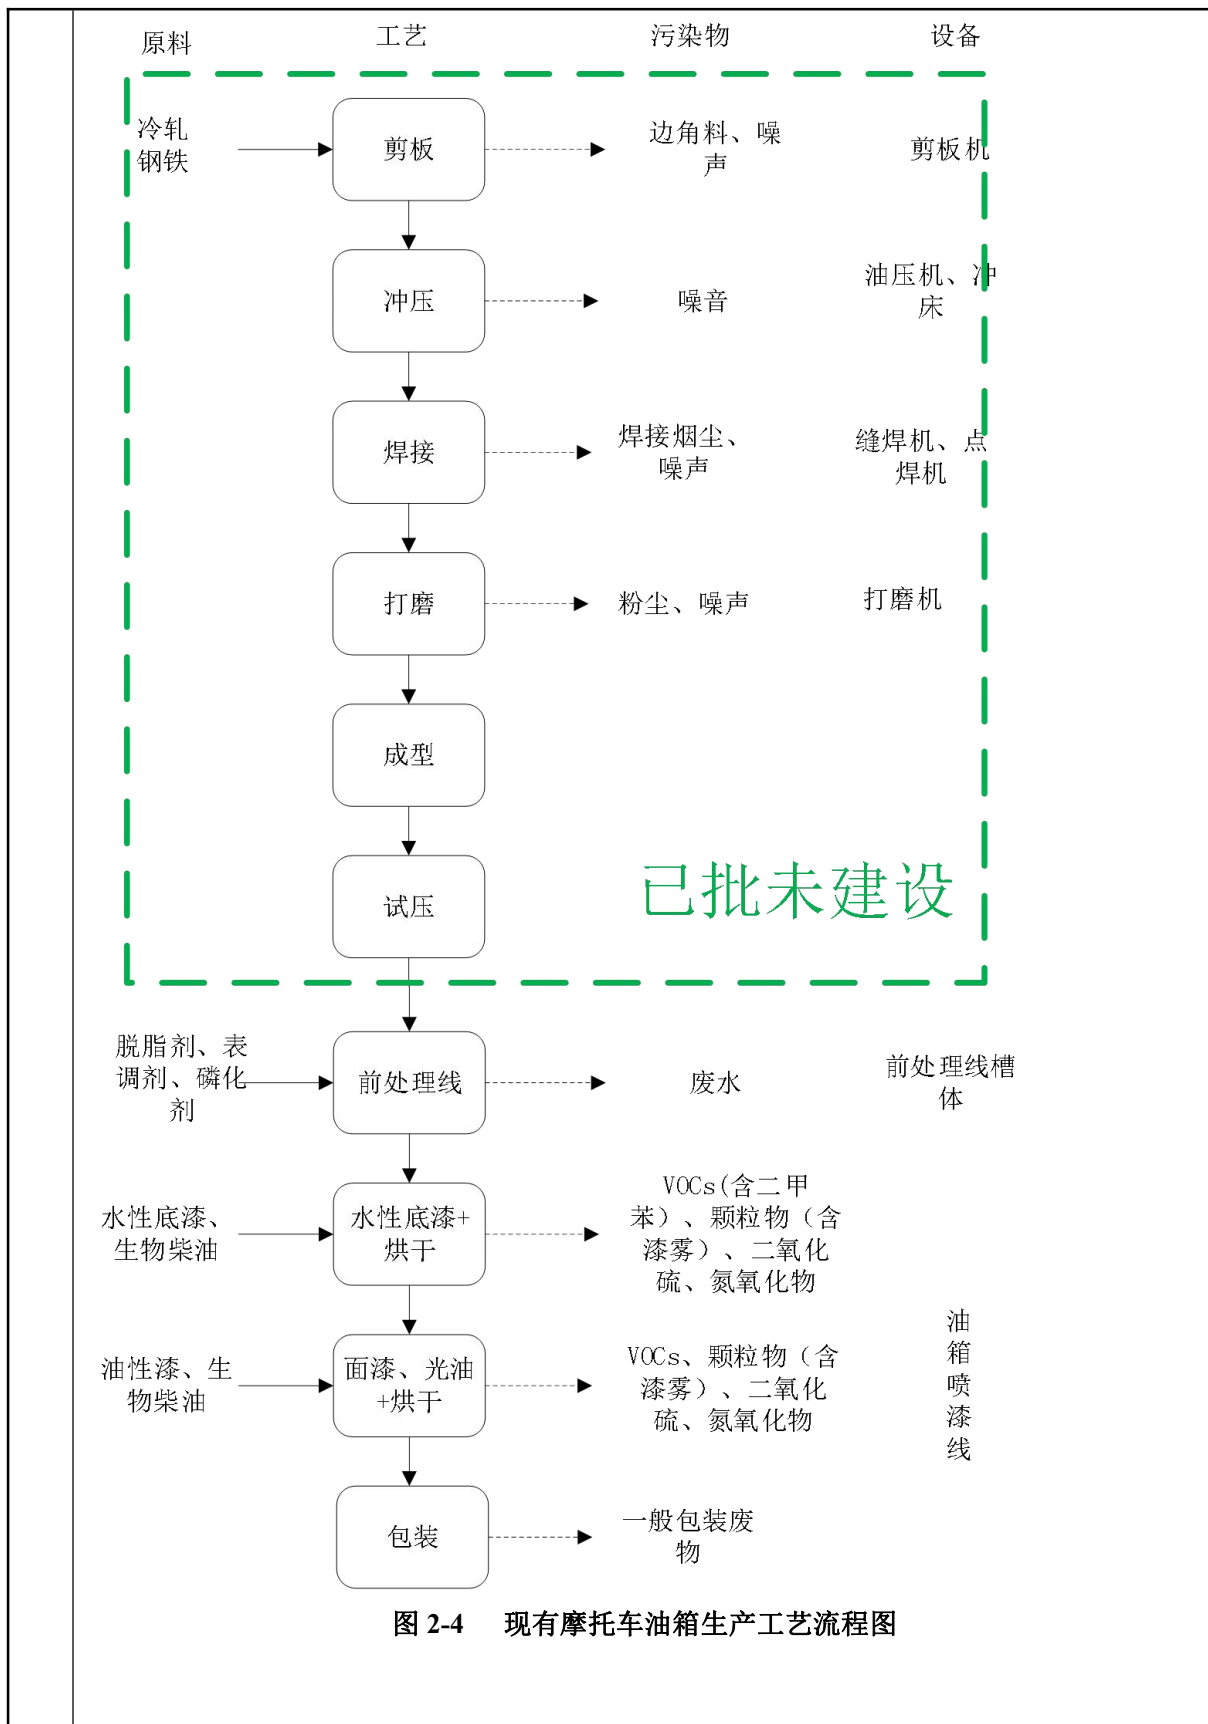 原料
工艺
污染物
设备
冷轧
钢铁
剪板
边角料、噪
声
剪板机
冲压
噪音
油压机、冲
床
焊接
焊接烟尘、
噪声
缝焊机、点
焊机
打磨
粉尘、噪声
打磨机
成型
试压
已批未建设
脱脂剂、表
调剂、磷化
剂
前处理线
废水
前处理线槽
体
水性底漆、
生物柴油
水性底漆+
烘干
VOCs(含二甲
苯）、颗粒物（含
漆雾）、二氧化
硫、氮氧化物
油性漆、生
物柴油
面漆、光油
+烘干
VOCs、颗粒物（含
漆雾）、二氧化
硫、氮氧化物
油
箱
喷
漆
线
包装
一般包装废
物
图 2-4 现有摩托车油箱生产工艺流程图